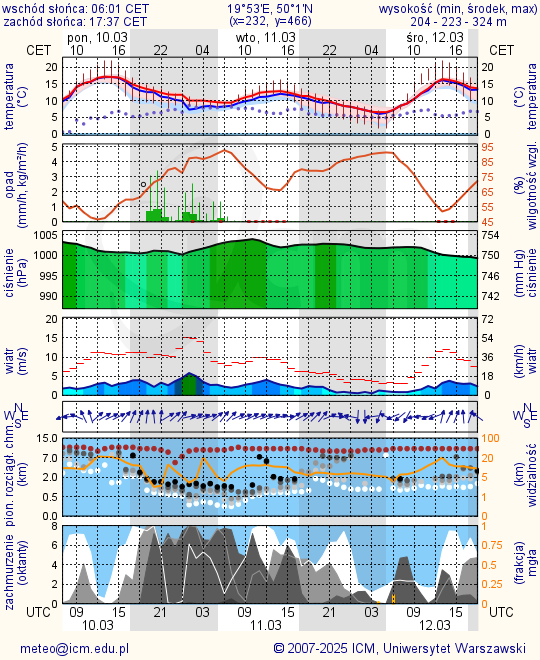 wschód słońca: 06:01 CET 19°53'E, 50°1'N wysokość (min, środek, max)
zachód słońca: 17:37 CET (x=232, y=466) 204 - 223 - 324 m
pon, 10.03 wto, 11.03 śro, 12.03
CET 10 16 22 04 10 16 22 04 10 16 CET
temperatura (°C) 20 15 10 5 0 20 15 10 5 0 (°C) temperatura
opad (mm/h, kg/m²/h) 5 4 3 2 1 0 95 85 75 65 55 45 (%) wilgotność wzgl.
ciśnienie (hPa) 1005 1000 995 990 754 750 746 742 (mm Hg) ciśnienie
wiatr (m/s) 20 15 10 5 0 72 54 36 18 0 (km/h) wiatr
N W E S N W E S
pion. rozciągł. chm. (km) 15.0 7.0 2.0 0.5 0.0 100 20 5 1 0 (km) widzialność
zachmurzenie (oktanty) 8 6 4 2 0 1 0.75 0.5 0.25 0 (frakcja) mgła
UTC 09 15 21 03 09 15 21 03 09 15 UTC
10.03 11.03 12.03
meteo@icm.edu.pl © 2007-2025 ICM, Uniwersytet Warszawski